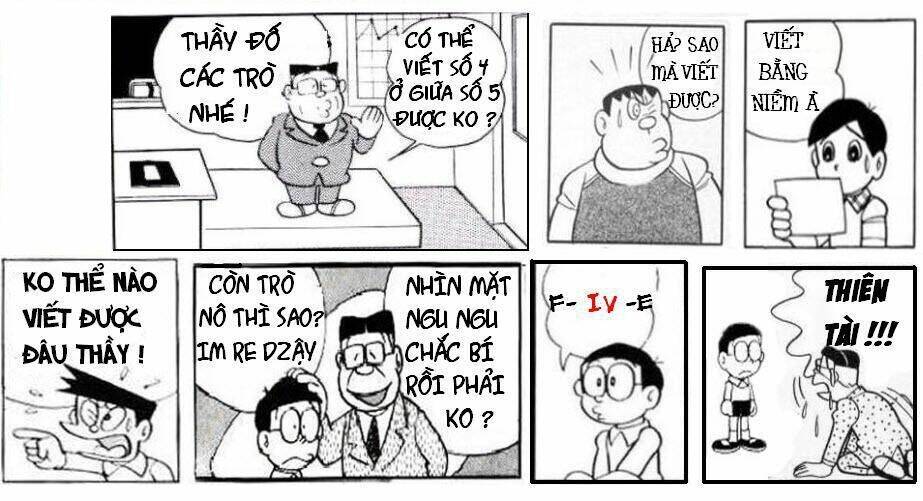 THẦY ĐỐ
CÁC TRÒ
NHÉ !
CÓ THỂ
VIẾT SỐ 4
Ở GIỮA SỐ 5
ĐƯỢC KO ?
HẢ? SAO
MÀ VIẾT
ĐƯỢC?
VIẾT
BẰNG
NIỀM À
KO THỂ NÀO
VIẾT ĐƯỢC
ĐÂU THẦY !
CÒN TRÒ
NÔ THÌ SAO?
IM RE DZẬY
NHÌN MẶT
NGU NGU
CHẮC BÍ
RỒI PHẢI
KO ?
F- IV -E
THIÊN
TÀI !!!